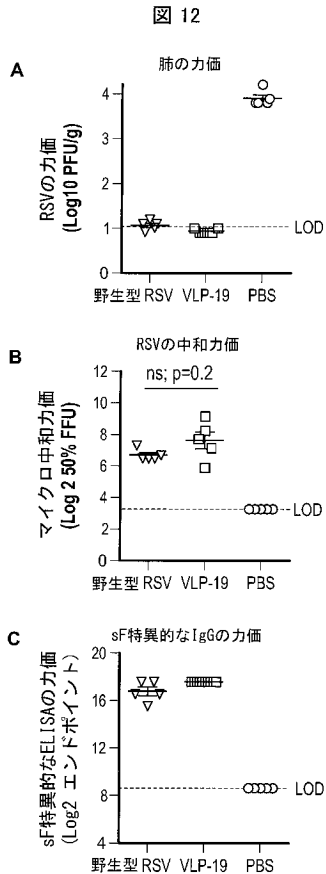 図 12
A
肺の力価
RSVの力価
(Log10 PFU/g)
4
3
2
1
0
LOD
野生型 RSV VLP-19 PBS
B
RSVの中和力価
マイクロ中和力価
(Log 2 50% FFU)
12
10
8
6
4
2
0
ns; p=0.2
LOD
野生型 RSV VLP-19 PBS
C
sF特異的なIgGの力価
sF特異的なELISAの力価
(Log2 エンドポイント)
20
16
12
8
4
LOD
野生型 RSV VLP-19 PBS